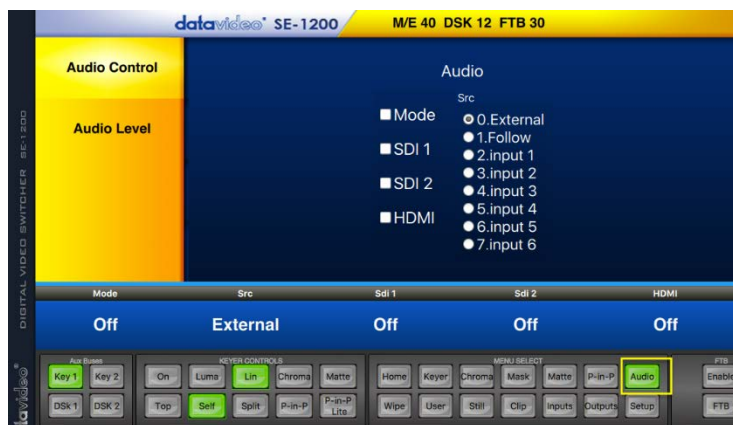 datavideo SE-1200
M/E 40 DSK 12 FTB 30
Audio Control
Audio Level
Audio
Src
Mode
SDI 1
SDI 2
HDMI
0.External
1.Follow
2.input 1
3.input 2
4.input 3
5.input 4
6.input 5
7.input 6
DIGITAL VIDEO SWITCHER SE-1200
Mode Src Sdi 1 Sdi 2 HDMI
Off External Off Off Off
Aux Buses KEYER CONTROLS MENU SELECT FTB
Key 1 Key 2 On Luma Lin Chroma Matte Home Keyer Chroma Mask Matte P-in-P Audio Enable
DSk 1 DSK 2 Top Self Split P-in-P P-in-P Lite Wipe User Still Clip Inputs Outputs Setup FTB